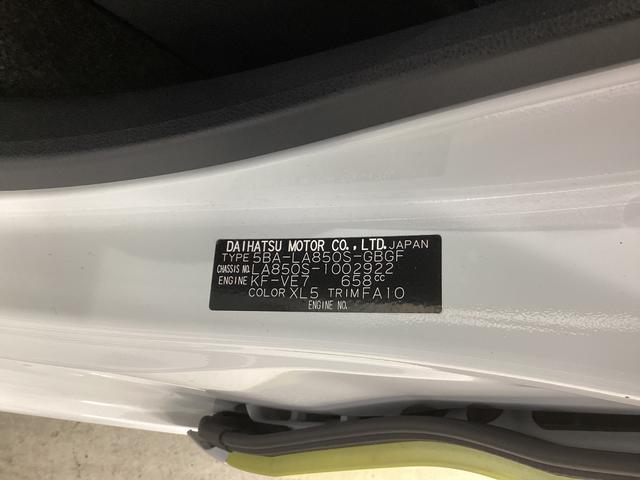 DAIHATSU MOTOR CO., LTD. JAPAN
TYPE 5BA-LA850S-GBGF
CHASSIS NO. LA850S-1002922
ENGINE KF-VE7 658cc
COLOR XL5 TRIM FA10
ENGINE NO.